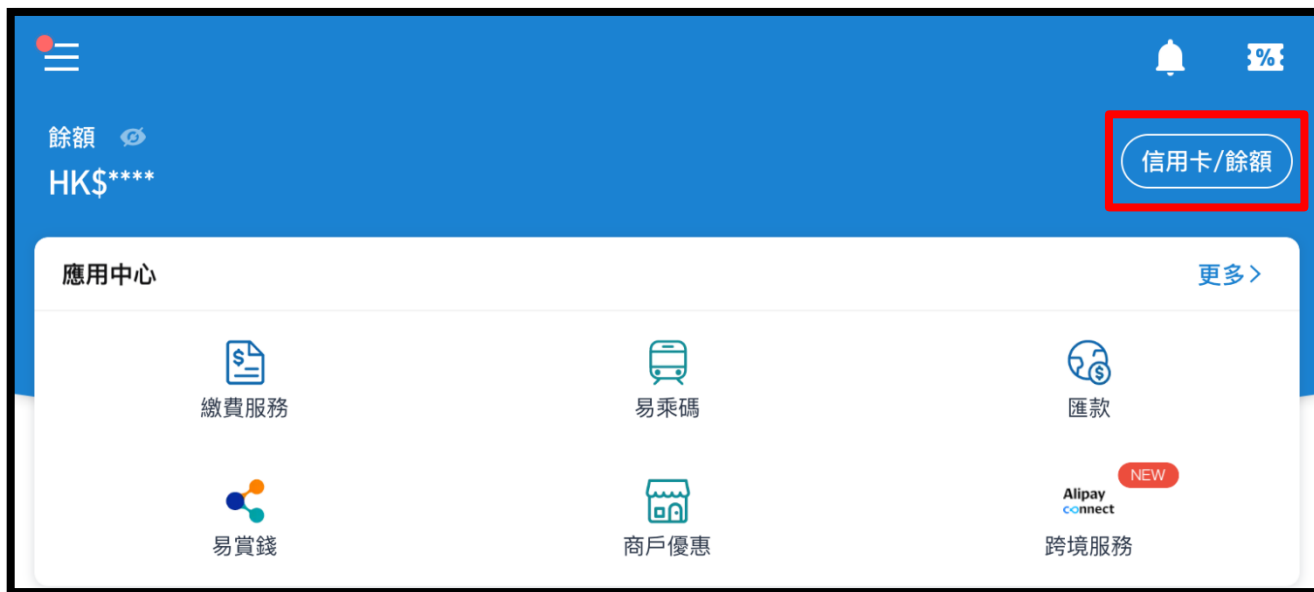 %
餘額
HK$****
信用卡/餘額
應用中心
更多
$
繳費服務
易乘碼
$
匯款
易賞錢
商戶優惠
NEW
Alipay
connect
跨境服務